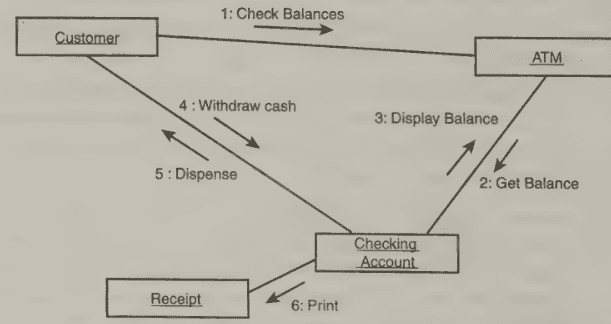 1: Check Balances
Customer
ATM
4 : Withdraw cash
3: Display Balance
5 : Dispense
2: Get Balance
Checking
Account
Receipt
6: Print